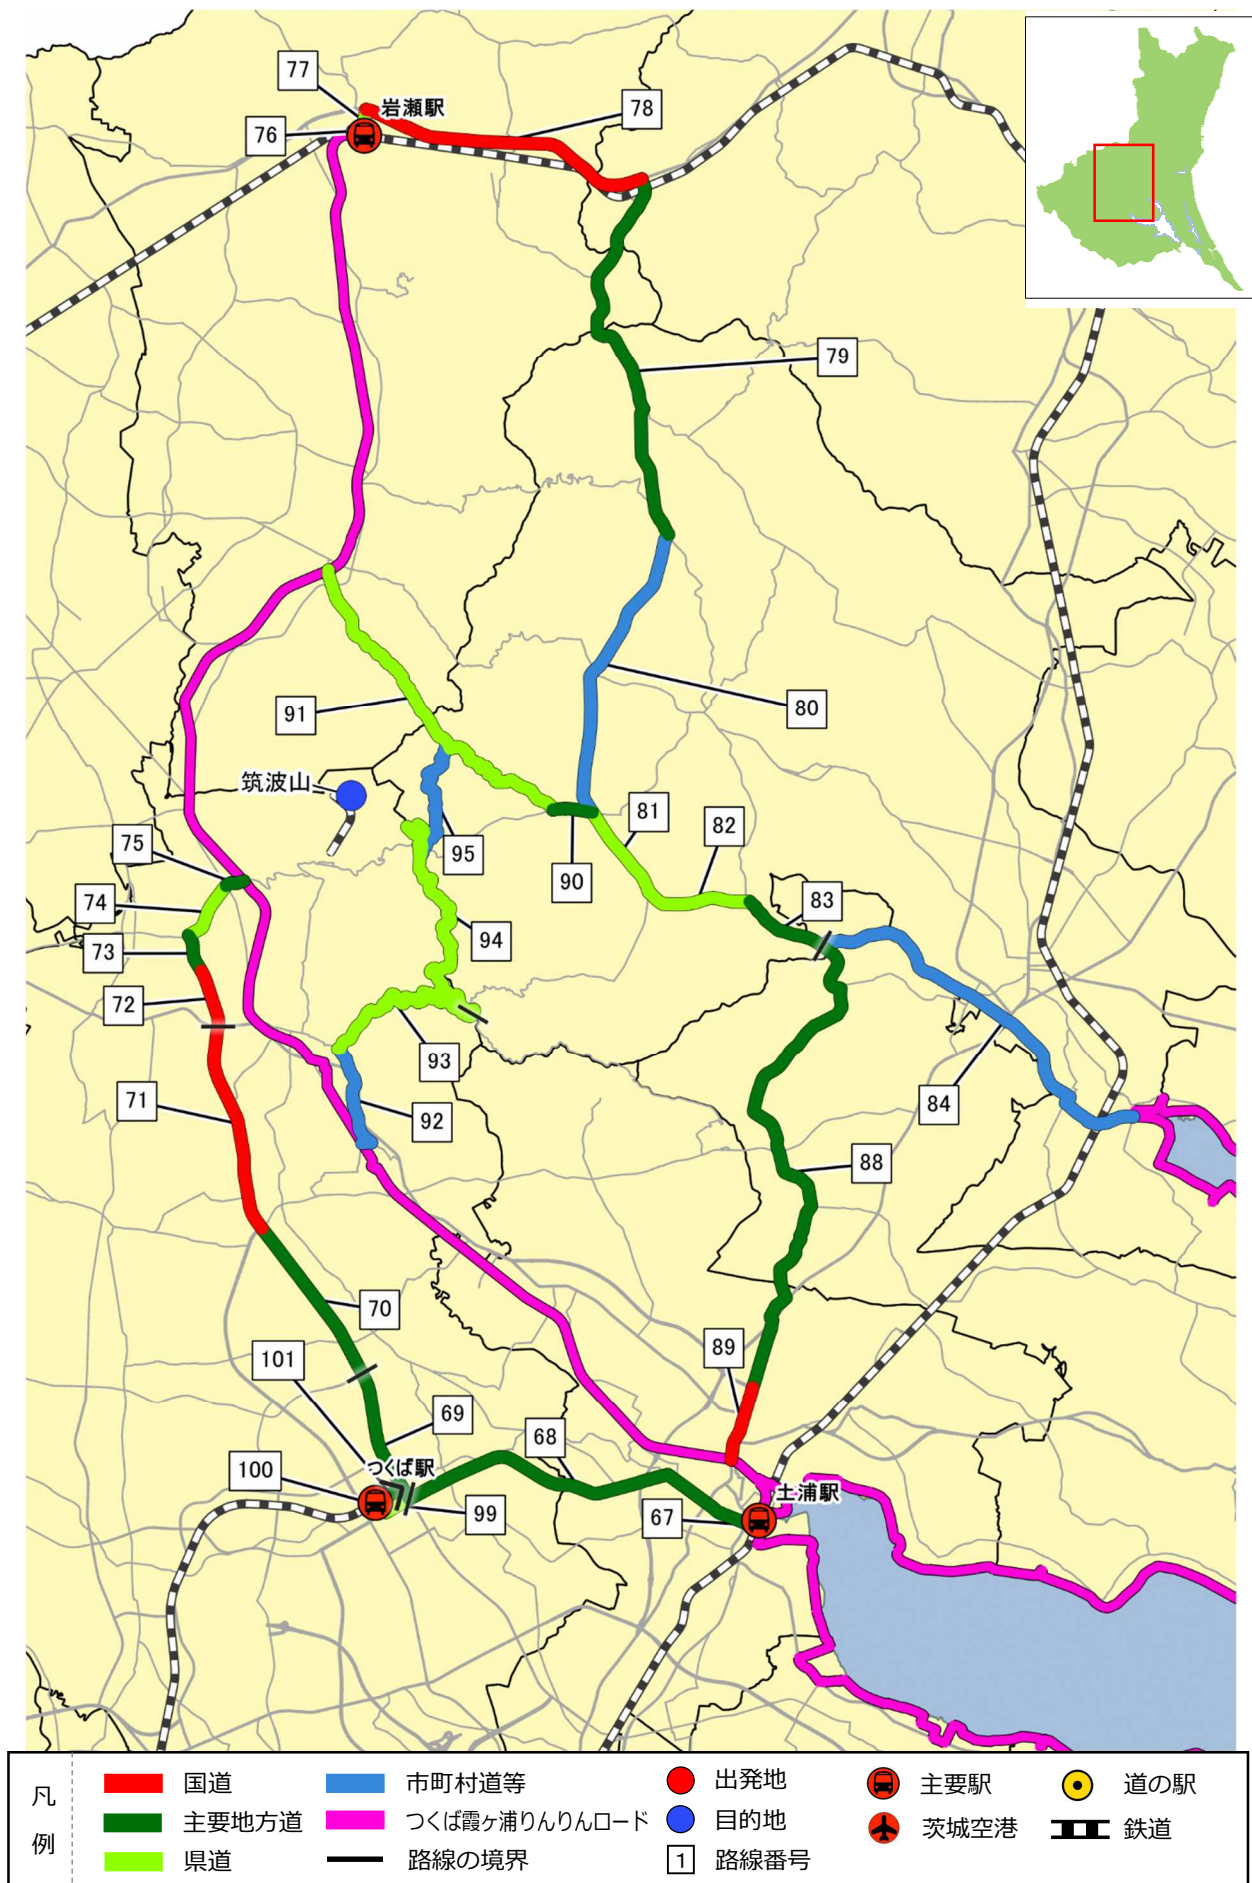 77
岩瀬駅
78
76
79
91
80
筑波山
81
82
75
95
90
74
83
94
73
72
93
84
71
92
88
70
89
101
69
68
つくば駅
100
土浦駅
99
67
凡例
国道
市町村道等
出発地
主要駅
道の駅
主要地方道
つくば霞ヶ浦りんりんロード
目的地
茨城空港
鉄道
県道
路線の境界
1
路線番号